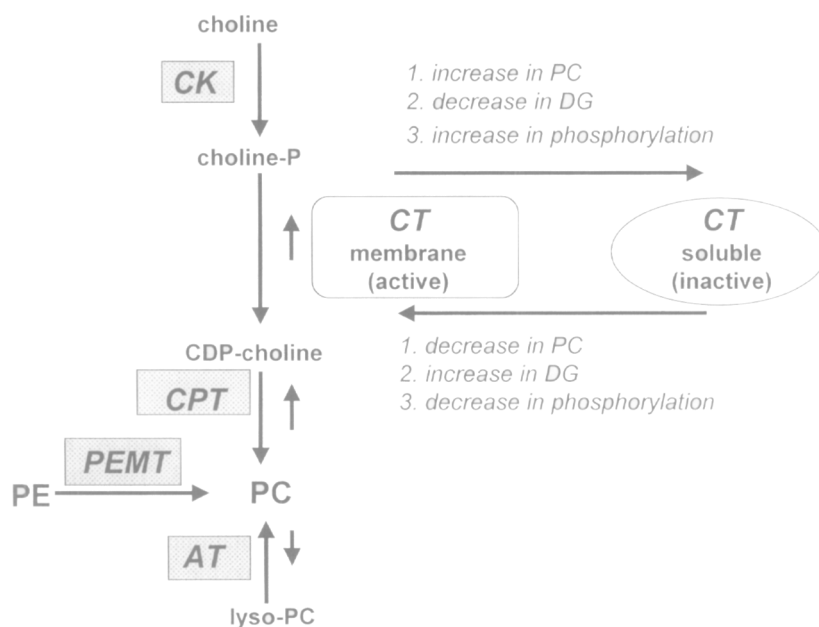 choline
CK
1. increase in PC
2. decrease in DG
3. increase in phosphorylation
choline-P
CT
membrane
(active)
CT
soluble
(inactive)
CDP-choline
1. decrease in PC
2. increase in DG
3. decrease in phosphorylation
CPT
PEMT
PE
PC
AT
lyso-PC